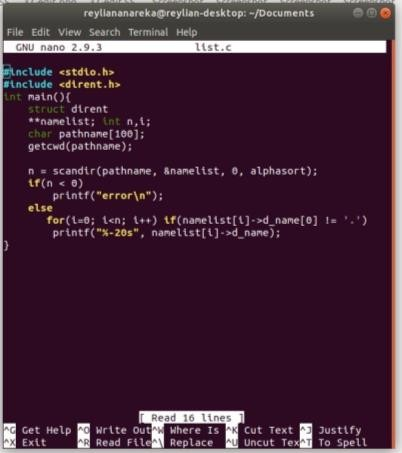 reyliananareka@reylian-desktop: ~/Documents
File Edit View Search Terminal Help
GNU nano 2.9.3 list.c
#include <stdio.h>
#include <dirent.h>
int main(){
struct dirent
**namelist; int n,i;
char pathname[100];
getcwd(pathname);
n = scandir(pathname, &namelist, 0, alphasort);
if(n < 0)
printf("error\n");
else
for(i=0; i<n; i++) if(namelist[i]->d_name[0] != '.')
printf("%-20s", namelist[i]->d_name);
}
[ Read 16 lines ]
^G Get Help ^O Write Out ^W Where Is ^K Cut Text ^J Justify
^X Exit ^R Read File ^\ Replace ^U Uncut Tex ^T To Spell